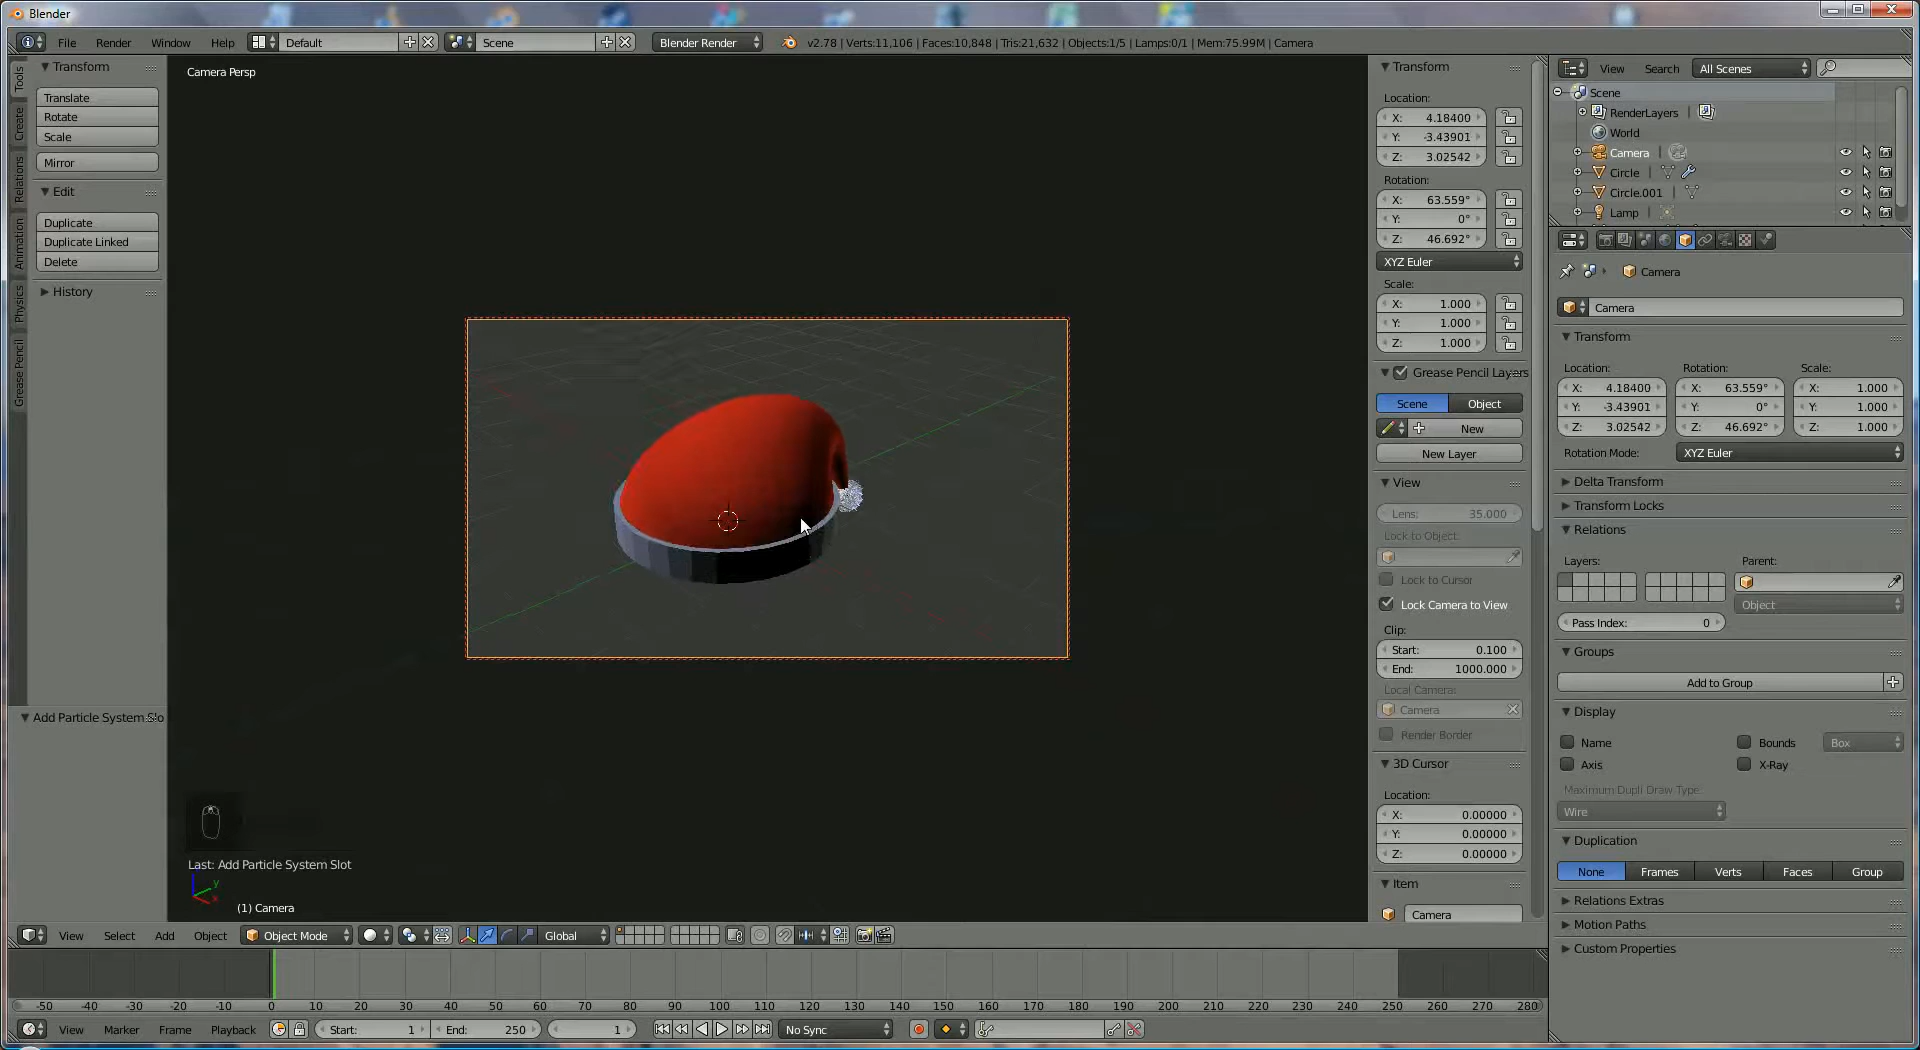 Blender
File Render Window Help Default Scene Blender Render v2.78 | Verts:11,106 | Faces:10,848 | Tris:21,632 | Objects:1/5 | Lamps:0/1 | Mem:75.99M | Camera
Tools
Create
Relations
Animation
Physics
Grease Pencil
Transform
Translate
Rotate
Scale
Mirror
Edit
Duplicate
Duplicate Linked
Delete
History
Add Particle System Slo
Camera Persp
Last: Add Particle System Slot
(1) Camera
Transform
Location:
X: 4.18400
Y: -3.43901
Z: 3.02542
Rotation:
X: 63.559°
Y: 0°
Z: 46.692°
XYZ Euler
Scale:
X: 1.000
Y: 1.000
Z: 1.000
Grease Pencil Layers
Scene Object
New
New Layer
View
Lens: 35.000
Lock to Object:
Lock to Cursor
Lock Camera to View
Clip:
Start: 0.100
End: 1000.000
Local Camera:
Camera
Render Border
3D Cursor
Location:
X: 0.00000
Y: 0.00000
Z: 0.00000
Item
Camera
View Search All Scenes
Scene
RenderLayers
World
Camera
Circle
Circle.001
Lamp
Camera
Camera
Transform
Location: Rotation: Scale:
X: 4.18400 X: 63.559° X: 1.000
Y: -3.43901 Y: 0° Y: 1.000
Z: 3.02542 Z: 46.692° Z: 1.000
Rotation Mode: XYZ Euler
Delta Transform
Transform Locks
Relations
Layers: Parent:
Object
Pass Index: 0
Groups
Add to Group
Display
Name Bounds Box
Axis X-Ray
Maximum Dupli Draw Type:
Wire
Duplication
None Frames Verts Faces Group
Relations Extras
Motion Paths
Custom Properties
View Select Add Object Object Mode Global
-50 -40 -30 -20 -10 0 10 20 30 40 50 60 70 80 90 100 110 120 130 140 150 160 170 180 190 200 210 220 230 240 250 260 270 280
View Marker Frame Playback Start: 1 End: 250 1 No Sync